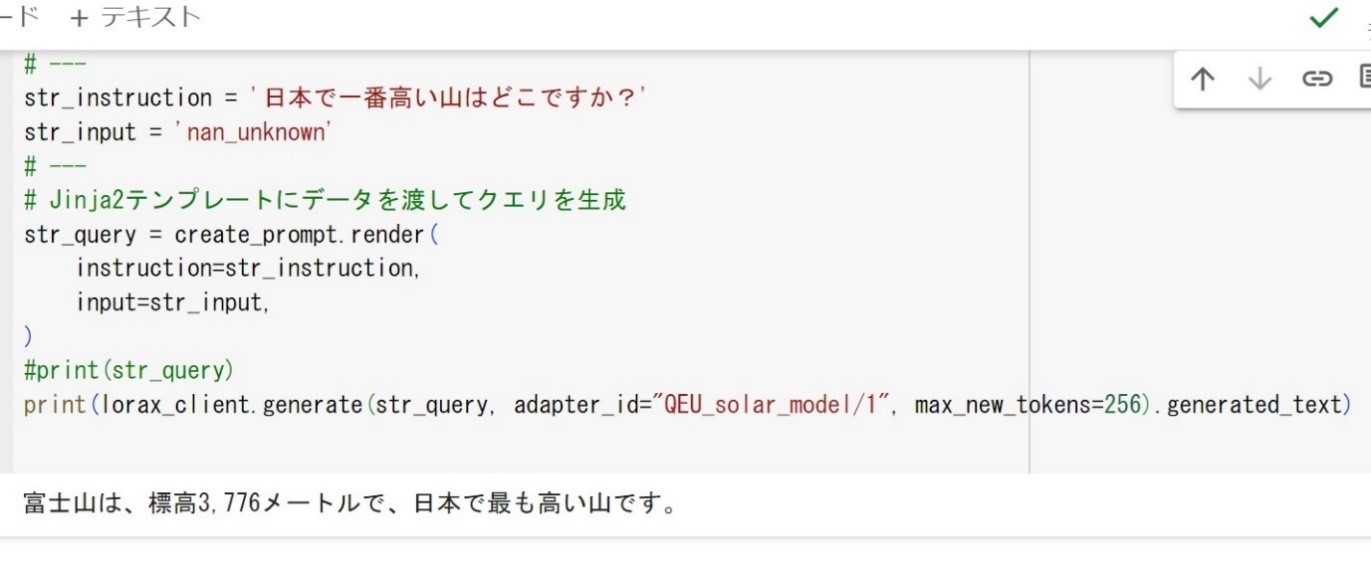 ード + テキスト
# ---
str_instruction = '日本で一番高い山はどこですか？'
str_input = 'nan_unknown'
# ---
# Jinja2テンプレートにデータを渡してクエリを生成
str_query = create_prompt.render(
    instruction=str_instruction,
    input=str_input,
)
#print(str_query)
print(lorax_client.generate(str_query, adapter_id="QEU_solar_model/1", max_new_tokens=256).generated_text)
富士山は、標高3,776メートルで、日本で最も高い山です。